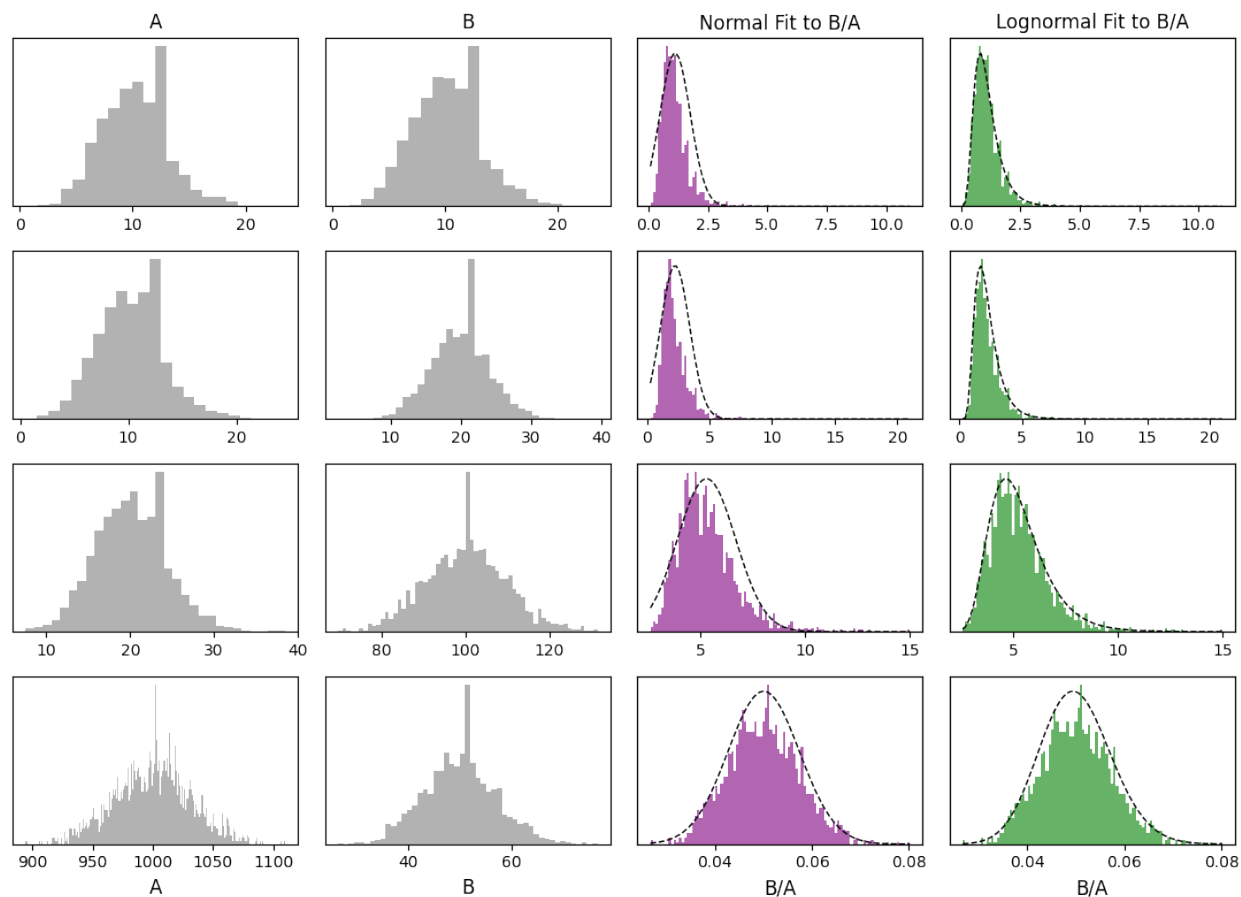 A B Normal Fit to B/A Lognormal Fit to B/A
0 10 20 0 10 20 0.0 2.5 5.0 7.5 10.0 0.0 2.5 5.0 7.5 10.0
0 10 20 10 20 30 40 0 5 10 15 20 0 5 10 15 20
10 20 30 40 80 100 120 5 10 15 5 10 15
900 950 1000 1050 1100 40 60 0.04 0.06 0.08 0.04 0.06 0.08
A B B/A B/A